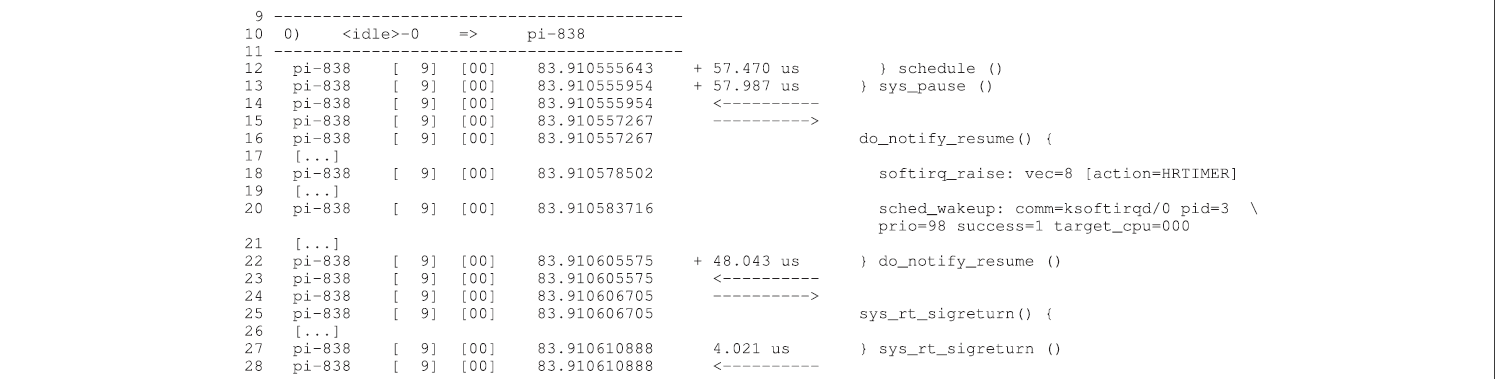 9 ------------------------------------------
10 0) <idle>-0 => pi-838
11 ------------------------------------------
12 pi-838 [ 9] [00] 83.910555643 + 57.470 us } schedule ()
13 pi-838 [ 9] [00] 83.910555954 + 57.987 us } sys_pause ()
14 pi-838 [ 9] [00] 83.910555954 <----------
15 pi-838 [ 9] [00] 83.910557267 ---------->
16 pi-838 [ 9] [00] 83.910557267 do_notify_resume() {
17 [...]
18 pi-838 [ 9] [00] 83.910578502 softirq_raise: vec=8 [action=HRTIMER]
19 [...]
20 pi-838 [ 9] [00] 83.910583716 sched_wakeup: comm=ksoftirqd/0 pid=3 \
prio=98 success=1 target_cpu=000
21 [...]
22 pi-838 [ 9] [00] 83.910605575 + 48.043 us } do_notify_resume ()
23 pi-838 [ 9] [00] 83.910605575 <----------
24 pi-838 [ 9] [00] 83.910606705 ---------->
25 pi-838 [ 9] [00] 83.910606705 sys_rt_sigreturn() {
26 [...]
27 pi-838 [ 9] [00] 83.910610888 4.021 us } sys_rt_sigreturn ()
28 pi-838 [ 9] [00] 83.910610888 <----------